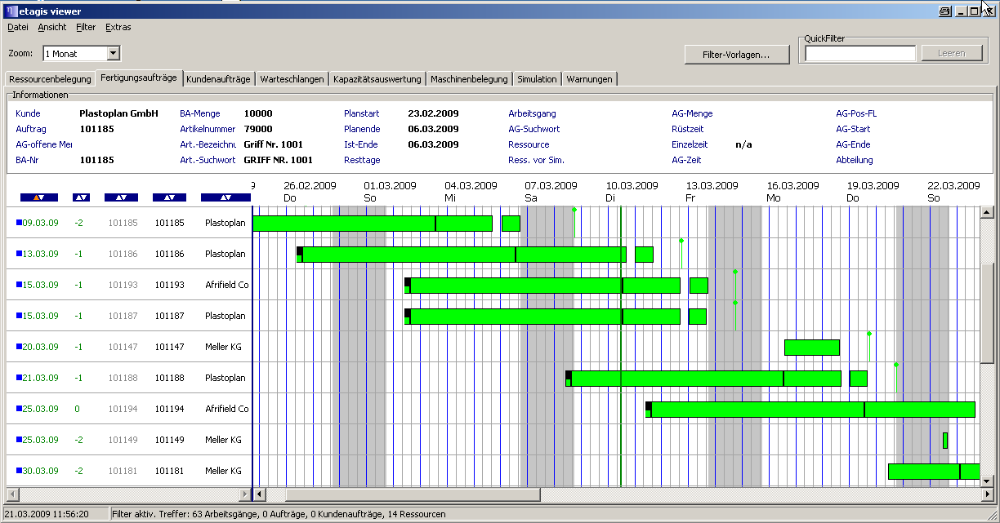 etagis viewer
Datei Ansicht Filter Extras
Zoom: 1 Monat Filter-Vorlagen... QuickFilter Leeren
Ressourcenbelegung Fertigungsaufträge Kundenaufträge Warteschlangen Kapazitätsauswertung Maschinenbelegung Simulation Warnungen
Informationen
Kunde Plastoplan GmbH BA-Menge 10000 Planstart 23.02.2009 Arbeitsgang AG-Menge AG-Pos-FL
Auftrag 101185 Artikelnummer 79000 Planende 06.03.2009 AG-Suchwort Rüstzeit AG-Start
AG-offene Mei Art.-Bezeichnu Griff Nr. 1001 Ist-Ende 06.03.2009 Ressource Einzelzeit n/a AG-Ende
BA-Nr 101185 Art.-Suchwort GRIFF NR. 1001 Resttage Ress. vor Sim. AG-Zeit Abteilung
9 26.02.2009 01.03.2009 04.03.2009 07.03.2009 10.03.2009 13.03.2009 16.03.2009 19.03.2009 22.03.2009
Do So Mi Sa Di Fr Mo Do So
09.03.09 -2 101185 101185 Plastoplan
13.03.09 -1 101186 101186 Plastoplan
15.03.09 -1 101193 101193 Afrifield Co
15.03.09 -1 101187 101187 Plastoplan
20.03.09 -1 101147 101147 Meller KG
21.03.09 -1 101188 101188 Plastoplan
25.03.09 0 101194 101194 Afrifield Co
25.03.09 -2 101149 101149 Meller KG
30.03.09 -2 101181 101181 Meller KG
21.03.2009 11:56:20 Filter aktiv. Treffer: 63 Arbeitsgänge, 0 Aufträge, 0 Kundenaufträge, 14 Ressourcen